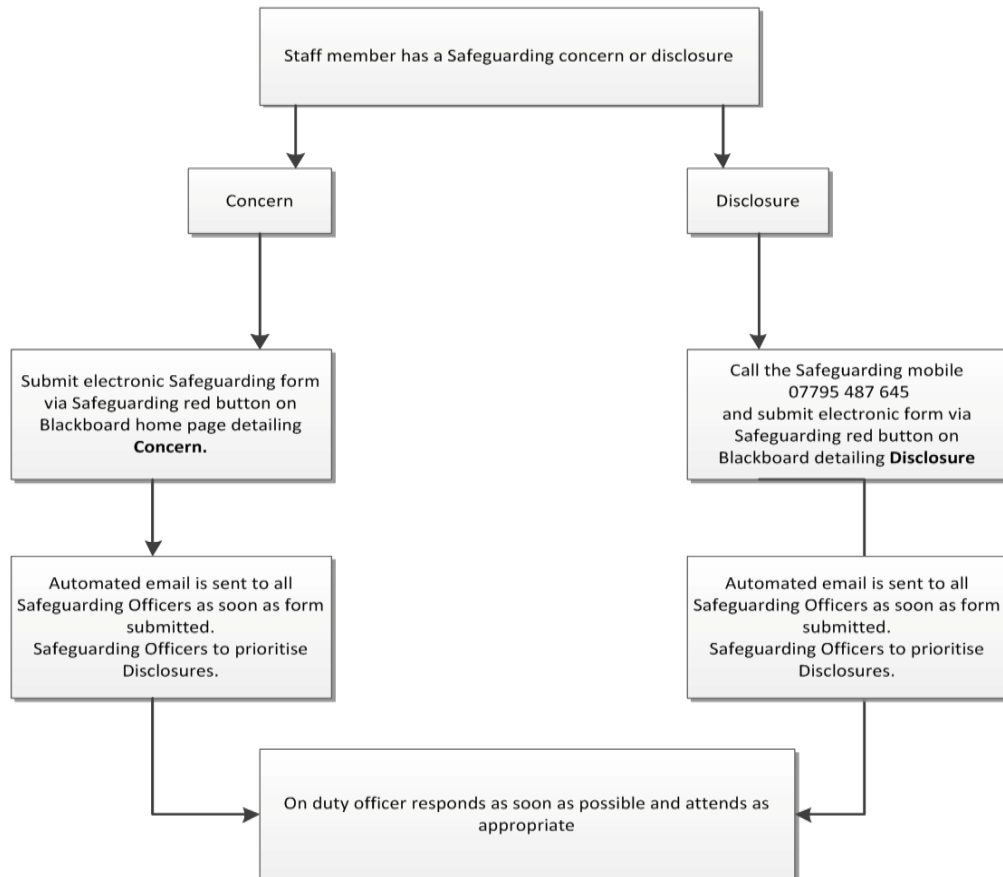 Staff member has a Safeguarding concern or disclosure
Concern
Disclosure
Submit electronic Safeguarding form
via Safeguarding red button on
Blackboard home page detailing
Concern.
Call the Safeguarding mobile
07795 487 645
and submit electronic form via
Safeguarding red button on
Blackboard detailing Disclosure
Automated email is sent to all
Safeguarding Officers as soon as form
submitted.
Safeguarding Officers to prioritise
Disclosures.
Automated email is sent to all
Safeguarding Officers as soon as form
submitted.
Safeguarding Officers to prioritise
Disclosures.
On duty officer responds as soon as possible and attends as
appropriate